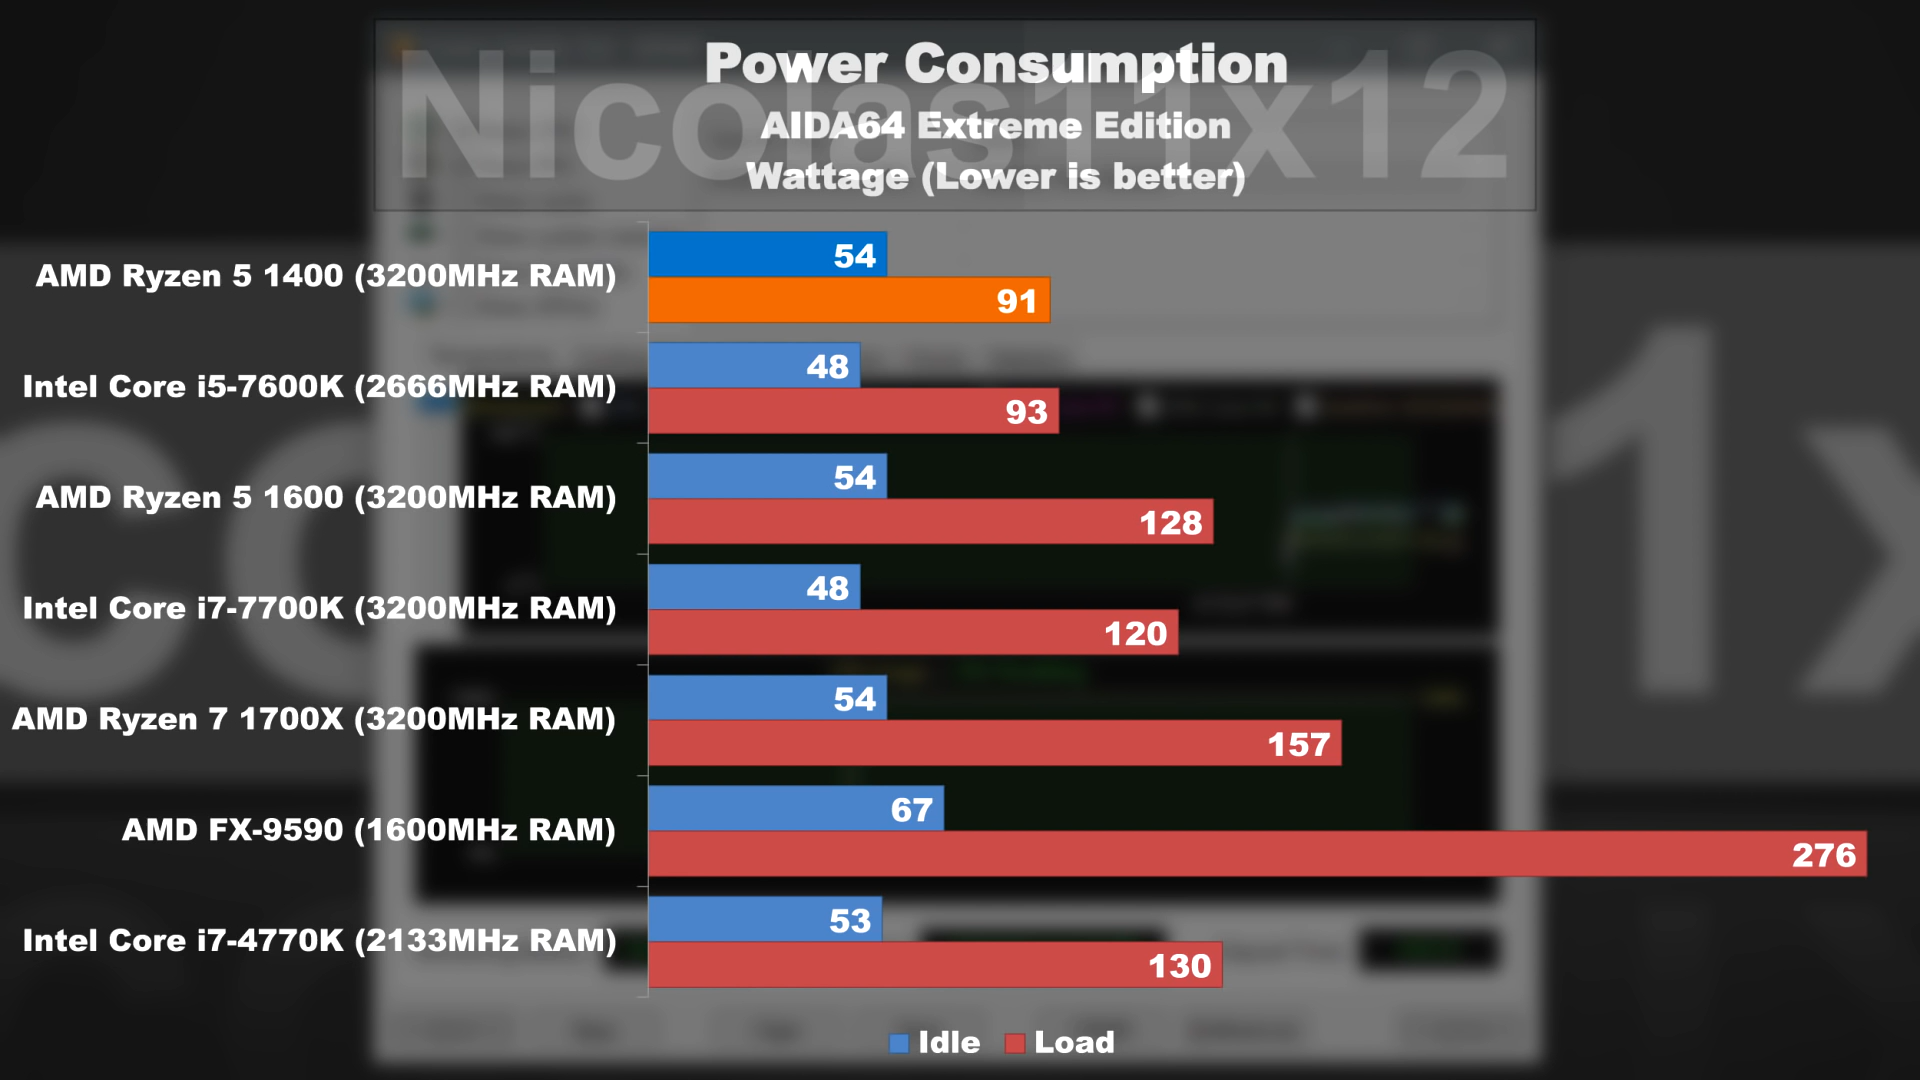 Nicolas11x12
Power Consumption
AIDA64 Extreme Edition
Wattage (Lower is better)
AMD Ryzen 5 1400 (3200MHz RAM)
54
91
Intel Core i5-7600K (2666MHz RAM)
48
93
AMD Ryzen 5 1600 (3200MHz RAM)
54
128
Intel Core i7-7700K (3200MHz RAM)
48
120
AMD Ryzen 7 1700X (3200MHz RAM)
54
157
AMD FX-9590 (1600MHz RAM)
67
276
Intel Core i7-4770K (2133MHz RAM)
53
130
Idle Load